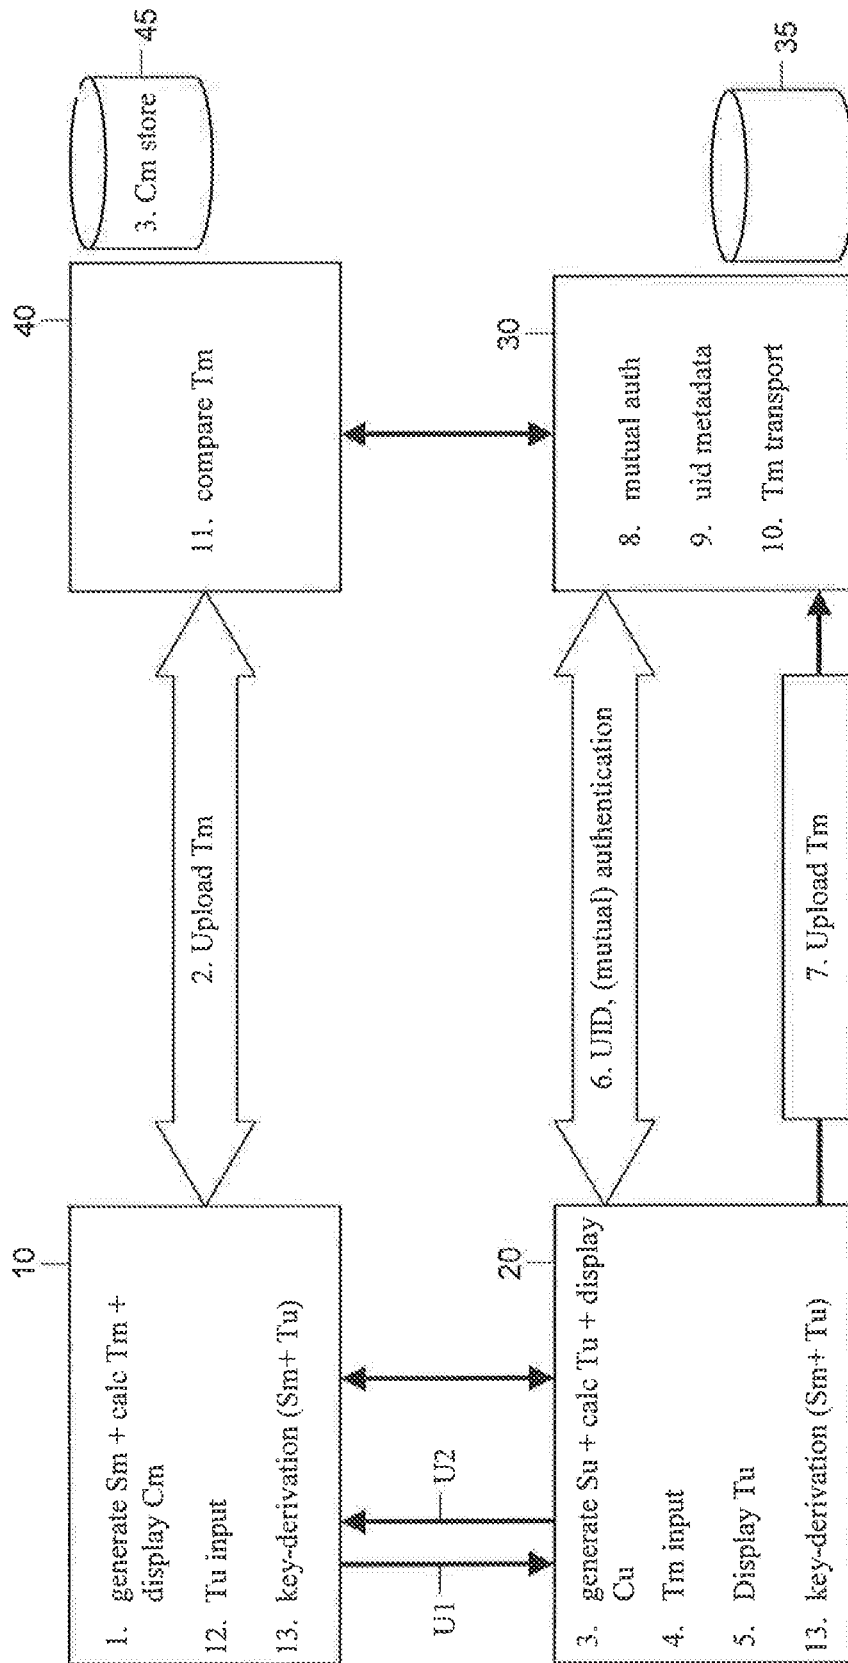 10
1. generate Sm + calc Tm +
display Cm
12. Tu input
13. key-derivation (Sm+ Tu)
2. Upload Tm
40
11. compare Tm
3. Cm store
45
U1
U2
20
3. generate Su + calc Tu + display
Cu
4. Tm input
5. Display Tu
13. key-derivation (Sm+ Tu)
6. UID, (mutual) authentication
7. Upload Tm
30
8. mutual auth
9. uid metadata
10. Tm transport
35